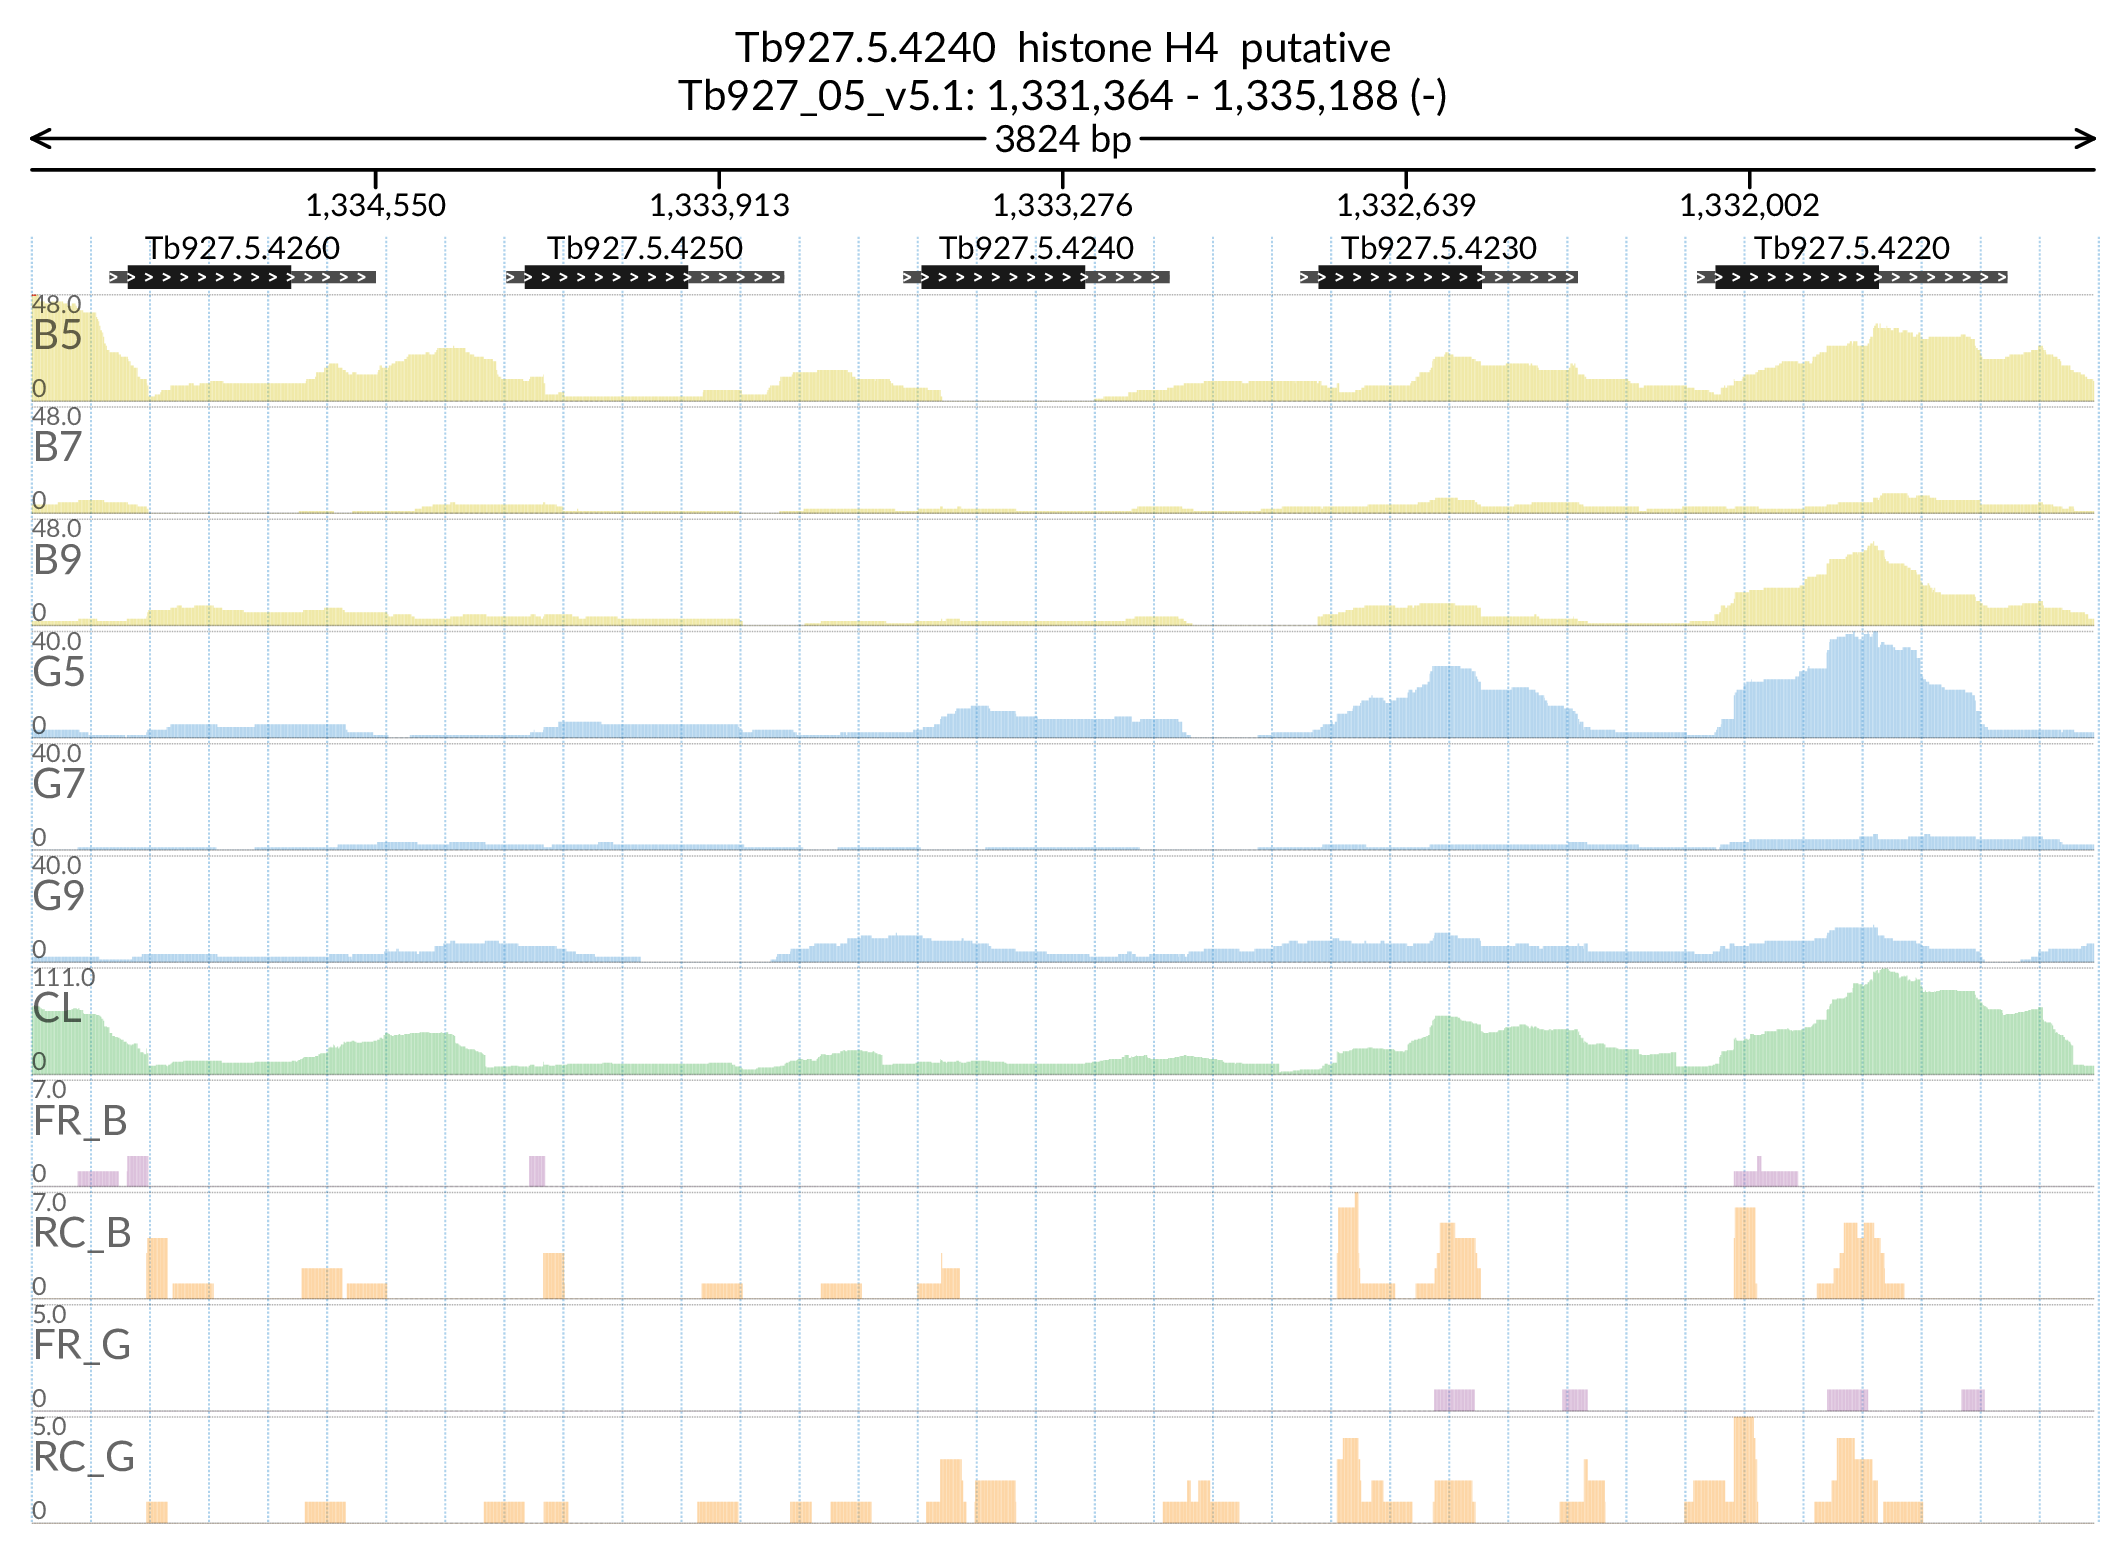 Tb927.5.4240 histone H4 putative
Tb927_05_v5.1: 1,331,364 - 1,335,188 (-)
3824 bp
1,334,550 1,333,913 1,333,276 1,332,639 1,332,002
Tb927.5.4260 Tb927.5.4250 Tb927.5.4240 Tb927.5.4230 Tb927.5.4220
48.0
B5
0
48.0
B7
0
48.0
B9
0
40.0
G5
0
40.0
G7
0
40.0
G9
0
111.0
CL
0
7.0
FR_B
0
7.0
RC_B
0
5.0
FR_G
0
5.0
RC_G
0